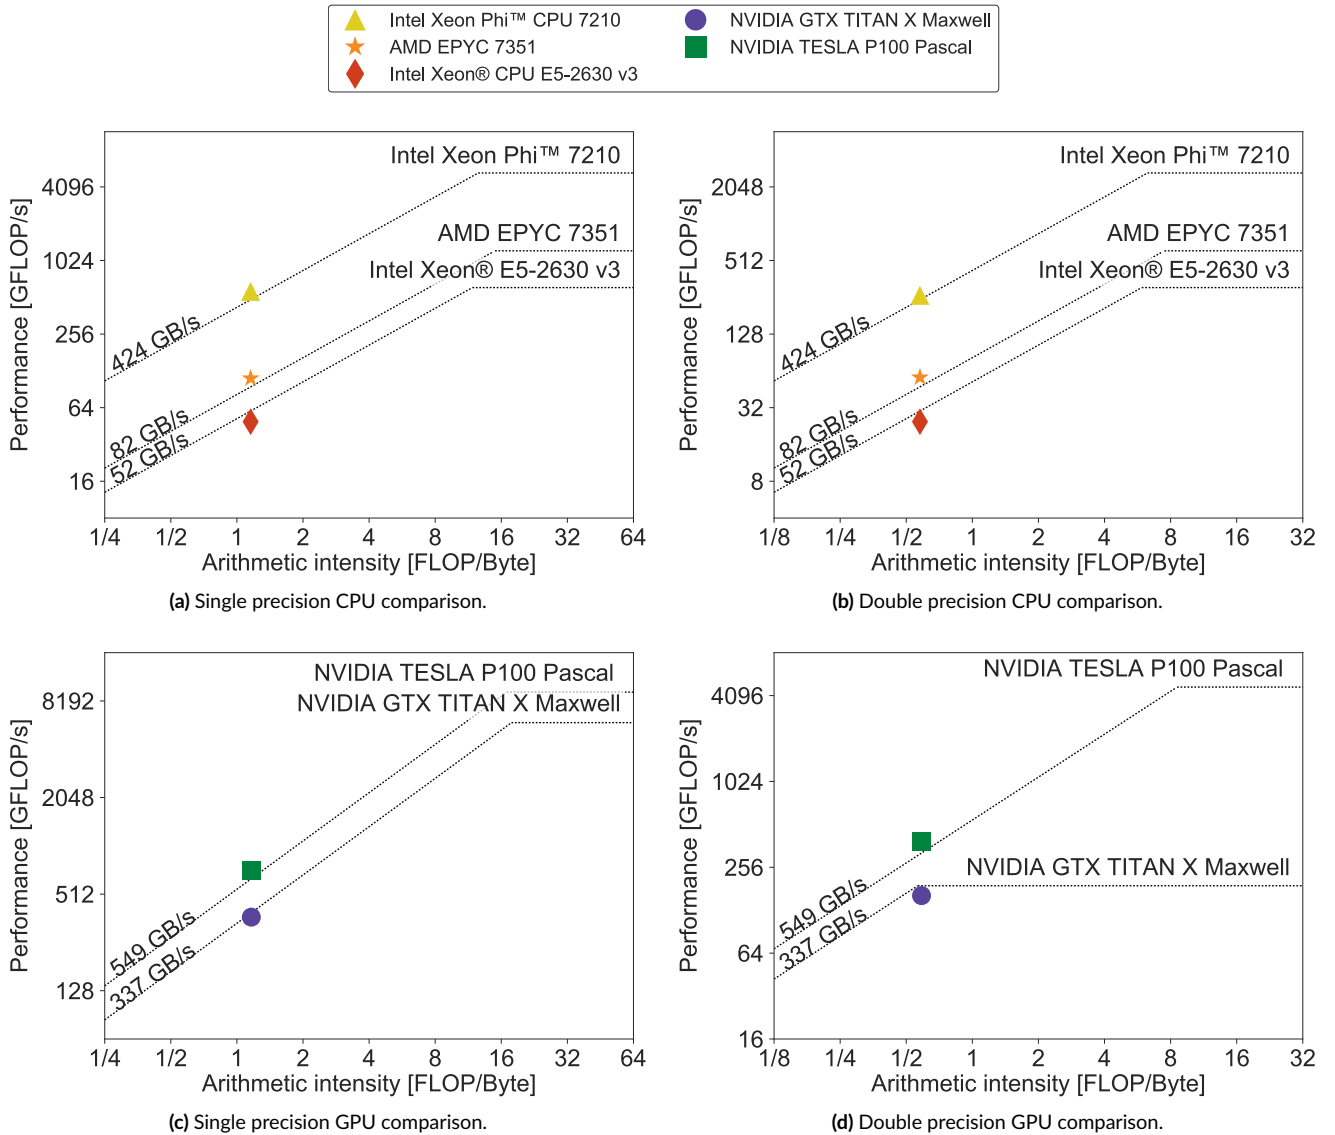 Intel Xeon Phi™ CPU 7210
AMD EPYC 7351
Intel Xeon® CPU E5-2630 v3
NVIDIA GTX TITAN X Maxwell
NVIDIA TESLA P100 Pascal
Performance [GFLOP/s]
4096
1024
256
64
16
Intel Xeon Phi™ 7210
AMD EPYC 7351
Intel Xeon® E5-2630 v3
424 GB/s
82 GB/s
52 GB/s
1/4 1/2 1 2 4 8 16 32 64
Arithmetic intensity [FLOP/Byte]
(a) Single precision CPU comparison.
Performance [GFLOP/s]
2048
512
128
32
8
Intel Xeon Phi™ 7210
AMD EPYC 7351
Intel Xeon® E5-2630 v3
424 GB/s
82 GB/s
52 GB/s
1/8 1/4 1/2 1 2 4 8 16 32
Arithmetic intensity [FLOP/Byte]
(b) Double precision CPU comparison.
Performance [GFLOP/s]
8192
2048
512
128
NVIDIA TESLA P100 Pascal
NVIDIA GTX TITAN X Maxwell
549 GB/s
337 GB/s
1/4 1/2 1 2 4 8 16 32 64
Arithmetic intensity [FLOP/Byte]
(c) Single precision GPU comparison.
Performance [GFLOP/s]
4096
1024
256
64
16
NVIDIA TESLA P100 Pascal
NVIDIA GTX TITAN X Maxwell
549 GB/s
337 GB/s
1/8 1/4 1/2 1 2 4 8 16 32
Arithmetic intensity [FLOP/Byte]
(d) Double precision GPU comparison.